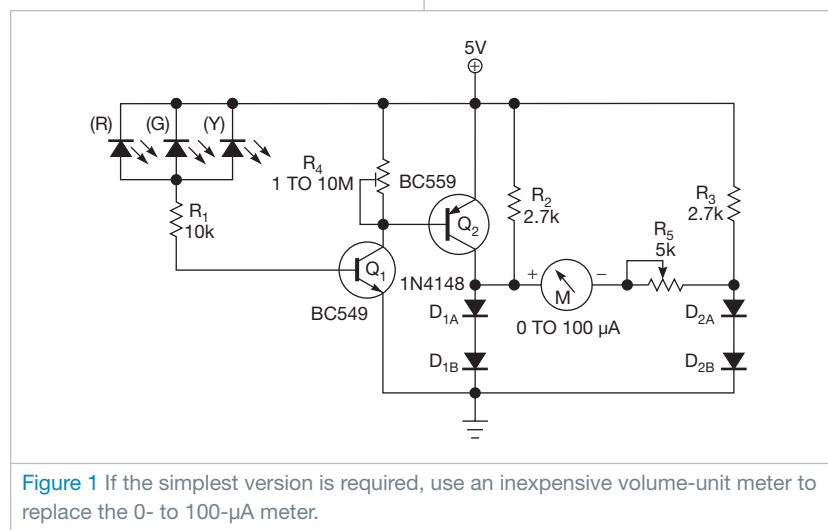 5V
(R) (G) (Y)
R4
1 TO 10M
BC559
R2
2.7k
R3
2.7k
R1
10k
Q2
R5
5k
Q1
1N4148
+ −
M
D1A
D2A
BC549
0 TO 100 µA
D1B
D2B
Figure 1 If the simplest version is required, use an inexpensive volume-unit meter to
replace the 0- to 100-µA meter.